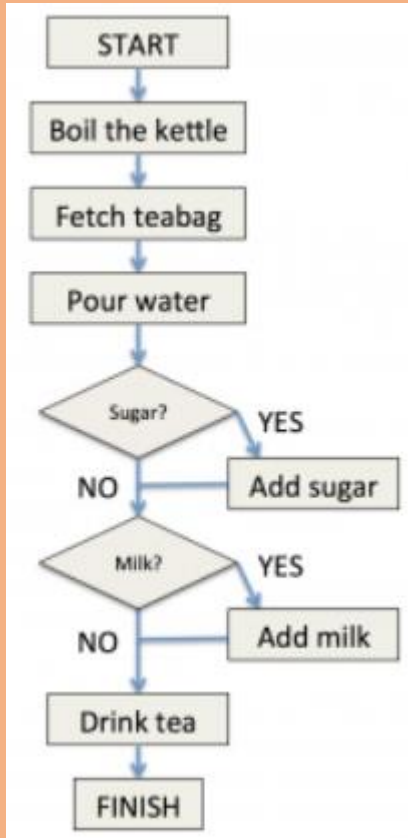 START
Boil the kettle
Fetch teabag
Pour water
Sugar?
YES
NO
Add sugar
Milk?
YES
NO
Add milk
Drink tea
FINISH